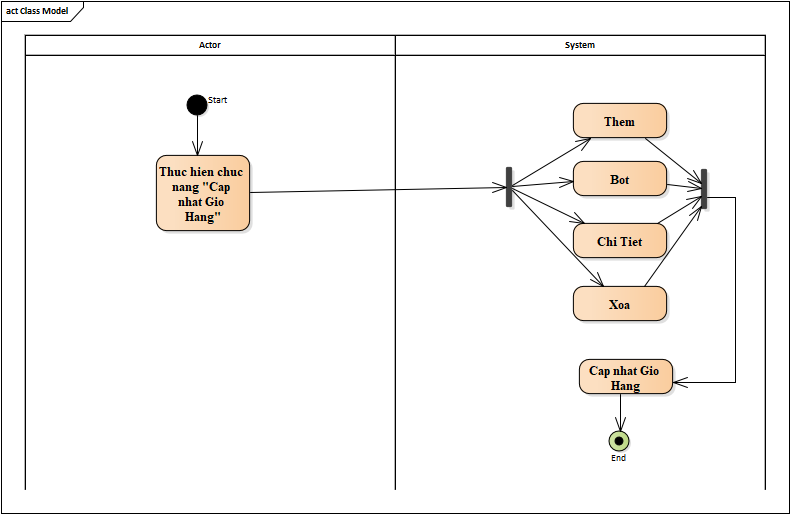 act Class Model
Actor
System
Start
Thuc hien chuc
nang "Cap
nhat Gio
Hang"
Them
Bot
Chi Tiet
Xoa
Cap nhat Gio
Hang
End